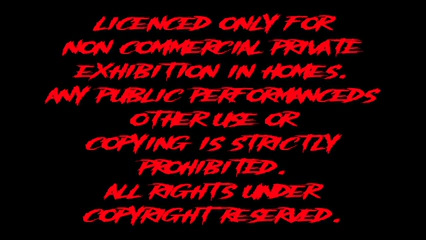 LICENCED ONLY FOR
NON COMMERCIAL PRIVATE
EXHIBITION IN HOMES.
ANY PUBLIC PERFORMANCEDS
OTHER USE OR
COPYING IS STRICTLY
PROHIBITED.
ALL RIGHTS UNDER
COPYRIGHT RESERVED.